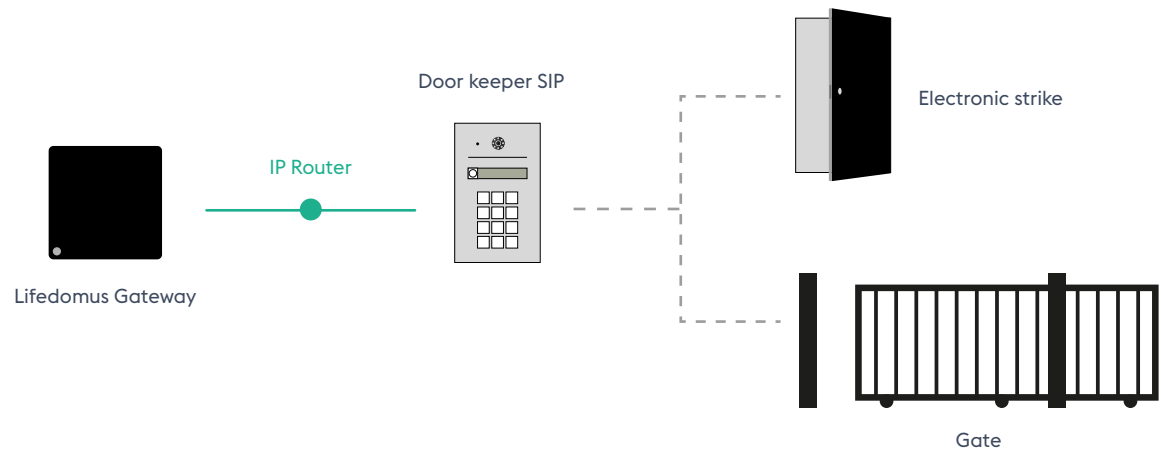 Door keeper SIP
Electronic strike
IP Router
Lifedomus Gateway
Gate